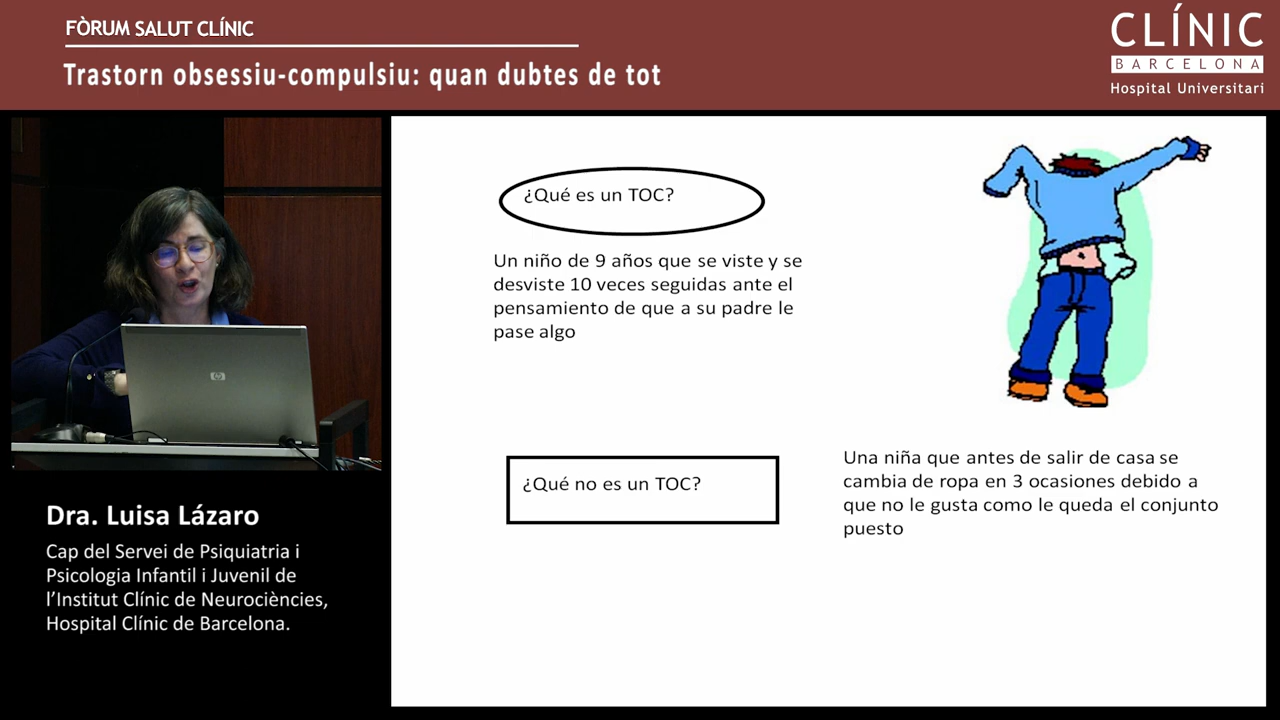 FÒRUM SALUT CLÍNIC
Trastorn obsessiu-compulsiu: quan dubtes de tot
CLÍNIC
BARCELONA
Hospital Universitari
¿Qué es un TOC?
Un niño de 9 años que se viste y se
desviste 10 veces seguidas ante el
pensamiento de que a su padre le
pase algo
¿Qué no es un TOC?
Una niña que antes de salir de casa se
cambia de ropa en 3 ocasiones debido a
que no le gusta como le queda el conjunto
puesto
Dra. Luisa Lázaro
Cap del Servei de Psiquiatria i
Psicologia Infantil i Juvenil de
l’Institut Clínic de Neurociències,
Hospital Clínic de Barcelona.
hp